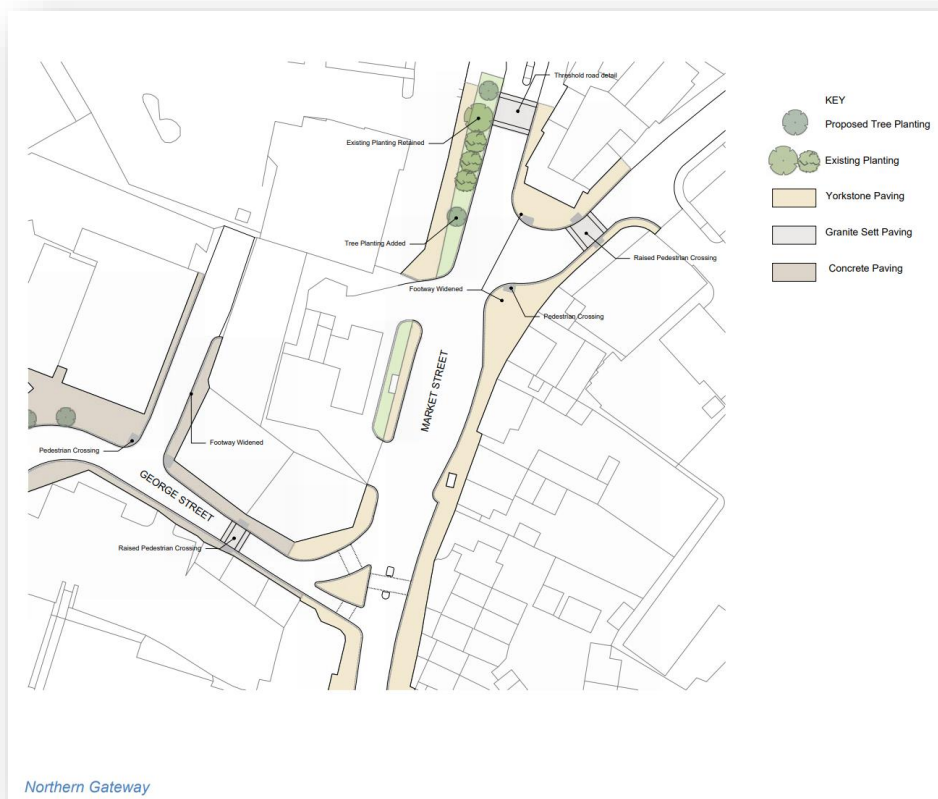 Threshold road detail
Existing Planting Retained
Tree Planting Added
Raised Pedestrian Crossing
Footway Widened
Pedestrian Crossing
MARKET STREET
Footway Widened
Pedestrian Crossing
GEORGE STREET
Raised Pedestrian Crossing
KEY
Proposed Tree Planting
Existing Planting
Yorkstone Paving
Granite Sett Paving
Concrete Paving
Northern Gateway